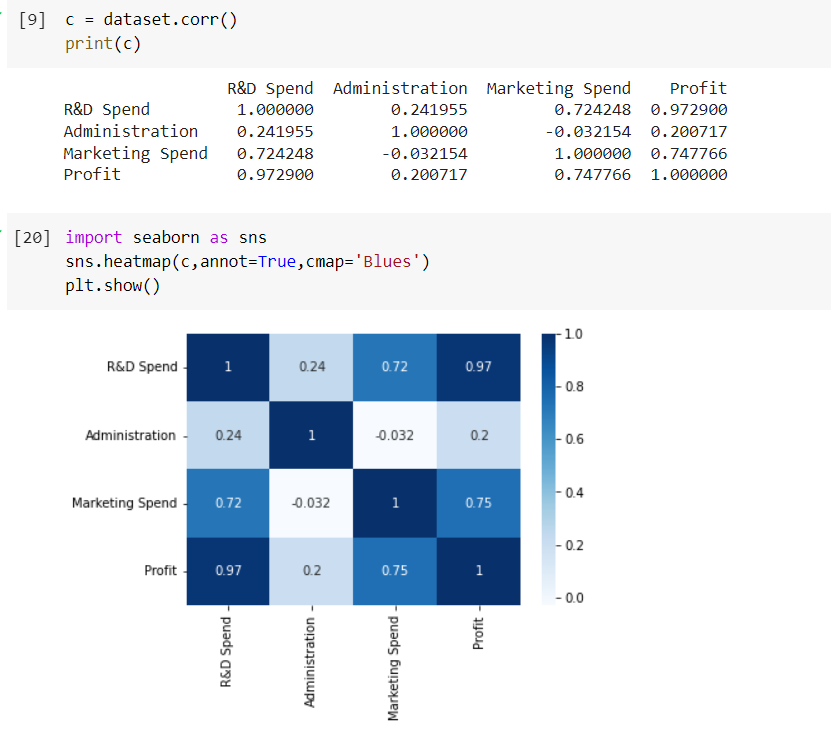 [9] c = dataset.corr()
print(c)
R&D Spend Administration Marketing Spend Profit
R&D Spend 1.000000 0.241955 0.724248 0.972900
Administration 0.241955 1.000000 -0.032154 0.200717
Marketing Spend 0.724248 -0.032154 1.000000 0.747766
Profit 0.972900 0.200717 0.747766 1.000000
[20] import seaborn as sns
sns.heatmap(c,annot=True,cmap='Blues')
plt.show()
R&D Spend 1 0.24 0.72 0.97
Administration 0.24 1 -0.032 0.2
Marketing Spend 0.72 -0.032 1 0.75
Profit 0.97 0.2 0.75 1
R&D Spend
Administration
Marketing Spend
Profit
1.0
0.8
0.6
0.4
0.2
0.0